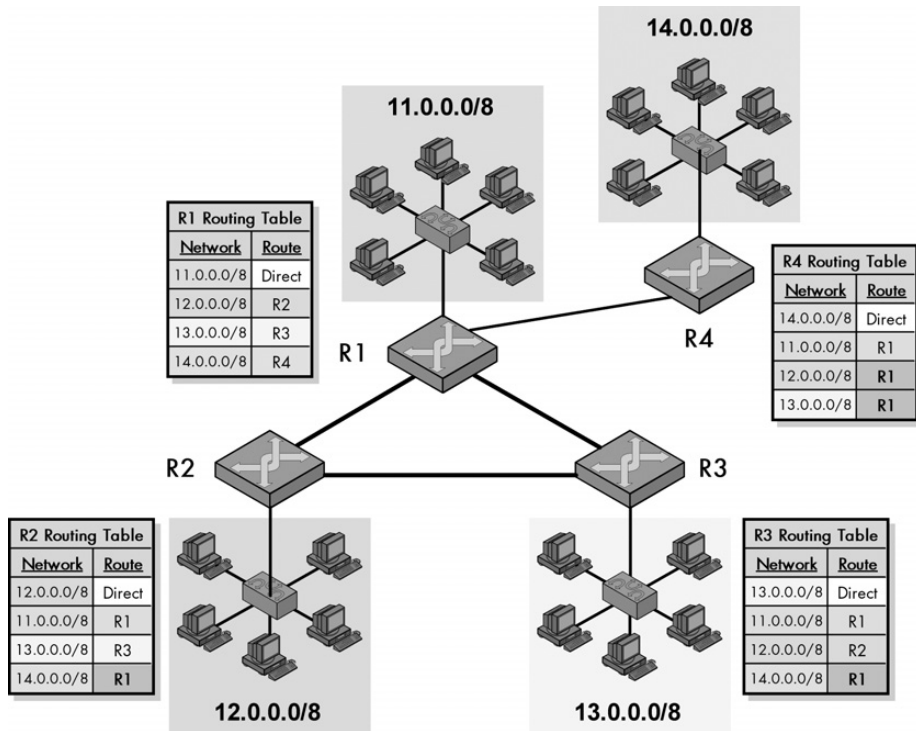 14.0.0.0/8
11.0.0.0/8
R1 Routing Table
Network Route
11.0.0.0/8 Direct
12.0.0.0/8 R2
13.0.0.0/8 R3
14.0.0.0/8 R4
R4 Routing Table
Network Route
14.0.0.0/8 Direct
11.0.0.0/8 R1
12.0.0.0/8 R1
13.0.0.0/8 R1
R4
R1
R2
R3
R2 Routing Table
Network Route
12.0.0.0/8 Direct
11.0.0.0/8 R1
13.0.0.0/8 R3
14.0.0.0/8 R1
R3 Routing Table
Network Route
13.0.0.0/8 Direct
11.0.0.0/8 R1
12.0.0.0/8 R2
14.0.0.0/8 R1
12.0.0.0/8
13.0.0.0/8